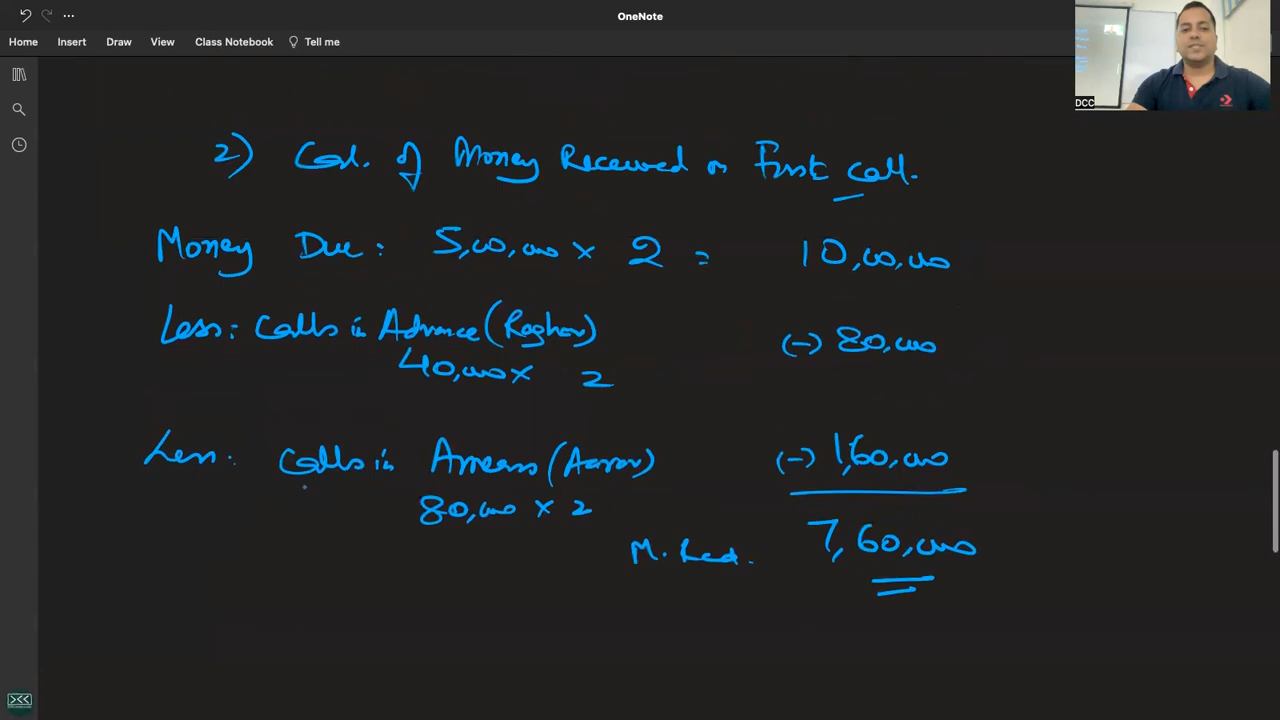 OneNote
Home Insert Draw View Class Notebook Tell me
DCC
2) Cal. of Money Received on First Call.
Money Due: 5,00,000 × 2 = 10,00,000
Less: Calls in Advance (Raghav) (-) 80,000
40,000 × 2
Less: Calls in Arrears (Aarav) (-) 1,60,000
80,000 × 2
M. Recd. 7,60,000
DCC